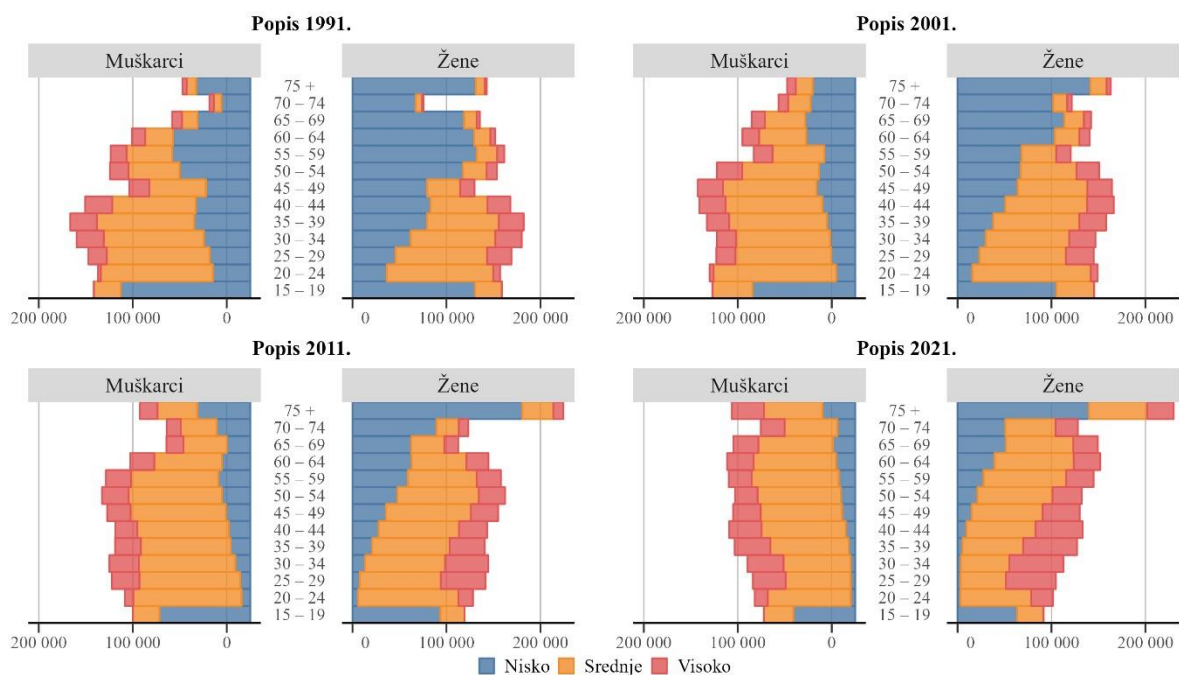 Popis 1991.
Muškarci Žene
75 +
70 – 74
65 – 69
60 – 64
55 – 59
50 – 54
45 – 49
40 – 44
35 – 39
30 – 34
25 – 29
20 – 24
15 – 19
200 000 100 000 0 0 100 000 200 000
Popis 2001.
Muškarci Žene
75 +
70 – 74
65 – 69
60 – 64
55 – 59
50 – 54
45 – 49
40 – 44
35 – 39
30 – 34
25 – 29
20 – 24
15 – 19
200 000 100 000 0 0 100 000 200 000
Popis 2011.
Muškarci Žene
75 +
70 – 74
65 – 69
60 – 64
55 – 59
50 – 54
45 – 49
40 – 44
35 – 39
30 – 34
25 – 29
20 – 24
15 – 19
200 000 100 000 0 0 100 000 200 000
Popis 2021.
Muškarci Žene
75 +
70 – 74
65 – 69
60 – 64
55 – 59
50 – 54
45 – 49
40 – 44
35 – 39
30 – 34
25 – 29
20 – 24
15 – 19
200 000 100 000 0 0 100 000 200 000
Nisko Srednje Visoko